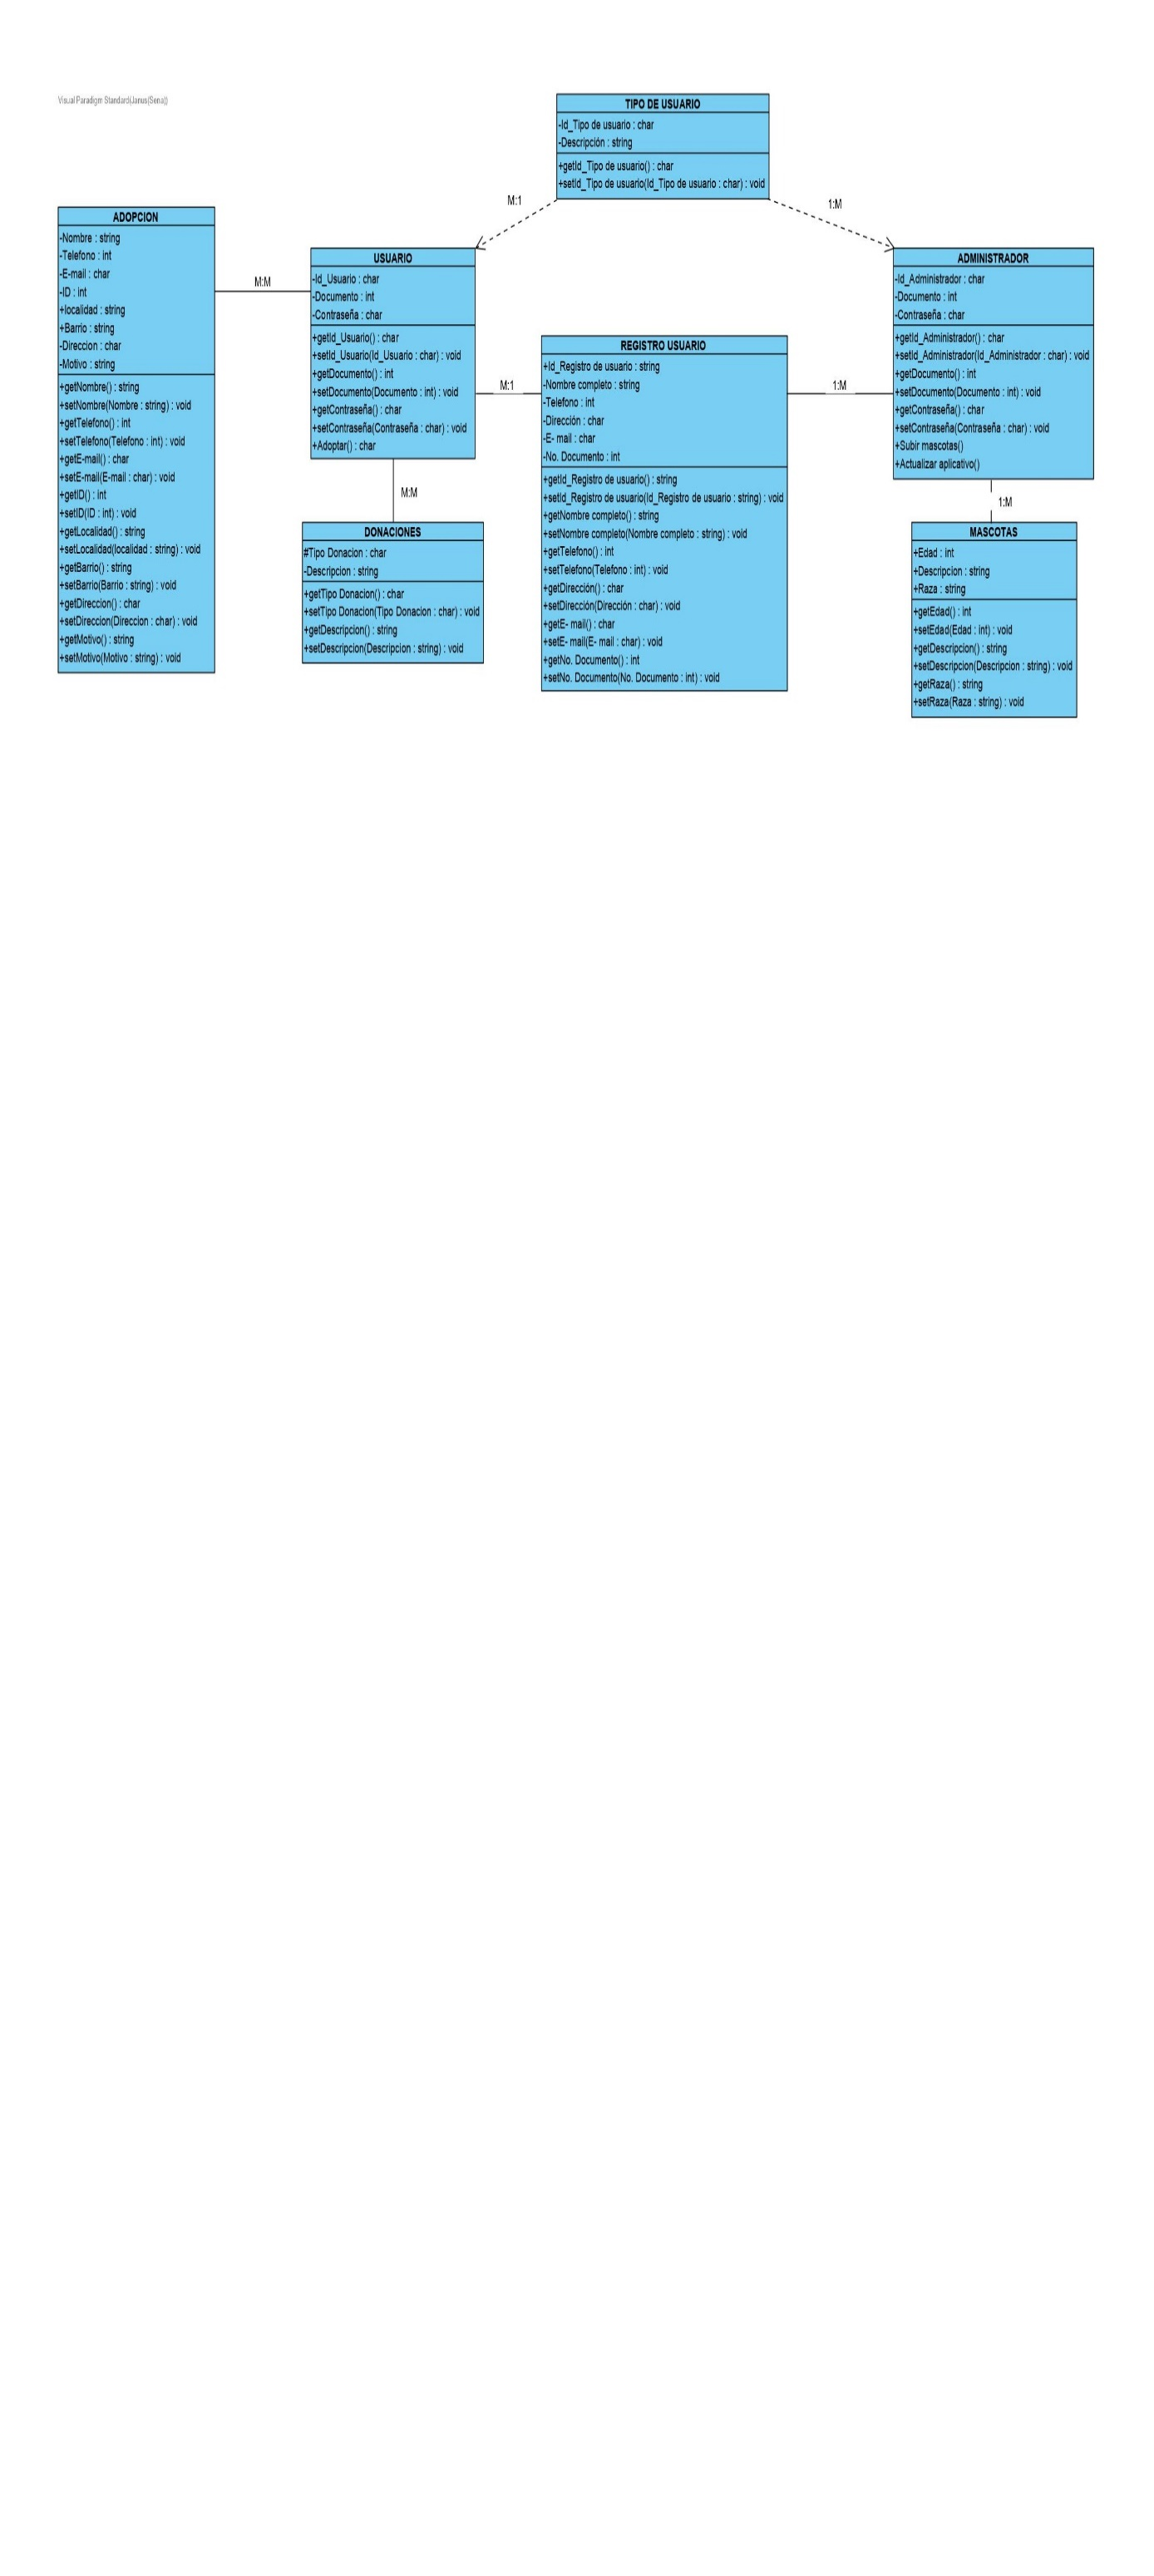 Visual Paradigm Standard(Janus(Sena))
TIPO DE USUARIO
-Id_Tipo de usuario : char
-Descripción : string
+getId_Tipo de usuario() : char
+setId_Tipo de usuario(Id_Tipo de usuario : char) : void
M:1
1:M
ADOPCION
-Nombre : string
-Telefono : int
-E-mail : char
-ID : int
+localidad : string
+Barrio : string
-Direccion : char
-Motivo : string
+getNombre() : string
+setNombre(Nombre : string) : void
+getTelefono() : int
+setTelefono(Telefono : int) : void
+getE-mail() : char
+setE-mail(E-mail : char) : void
+getID() : int
+setID(ID : int) : void
+getLocalidad() : string
+setLocalidad(localidad : string) : void
+getBarrio() : string
+setBarrio(Barrio : string) : void
+getDireccion() : char
+setDireccion(Direccion : char) : void
+getMotivo() : string
+setMotivo(Motivo : string) : void
M:M
USUARIO
-Id_Usuario : char
-Documento : int
-Contraseña : char
+getId_Usuario() : char
+setId_Usuario(Id_Usuario : char) : void
+getDocumento() : int
+setDocumento(Documento : int) : void
+getContraseña() : char
+setContraseña(Contraseña : char) : void
+Adoptar() : char
M:M
DONACIONES
#Tipo Donacion : char
-Descripcion : string
+getTipo Donacion() : char
+setTipo Donacion(Tipo Donacion : char) : void
+getDescripcion() : string
+setDescripcion(Descripcion : string) : void
M:1
REGISTRO USUARIO
+Id_Registro de usuario : string
-Nombre completo : string
-Telefono : int
-Dirección : char
-E- mail : char
-No. Documento : int
+getId_Registro de usuario() : string
+setId_Registro de usuario(Id_Registro de usuario : string) : void
+getNombre completo() : string
+setNombre completo(Nombre completo : string) : void
+getTelefono() : int
+setTelefono(Telefono : int) : void
+getDirección() : char
+setDirección(Dirección : char) : void
+getE- mail() : char
+setE- mail(E- mail : char) : void
+getNo. Documento() : int
+setNo. Documento(No. Documento : int) : void
1:M
ADMINISTRADOR
-Id_Administrador : char
-Documento : int
-Contraseña : char
+getId_Administrador() : char
+setId_Administrador(Id_Administrador : char) : void
+getDocumento() : int
+setDocumento(Documento : int) : void
+getContraseña() : char
+setContraseña(Contraseña : char) : void
+Subir mascotas()
+Actualizar aplicativo()
1:M
MASCOTAS
+Edad : int
+Descripcion : string
+Raza : string
+getEdad() : int
+setEdad(Edad : int) : void
+getDescripcion() : string
+setDescripcion(Descripcion : string) : void
+getRaza() : string
+setRaza(Raza : string) : void